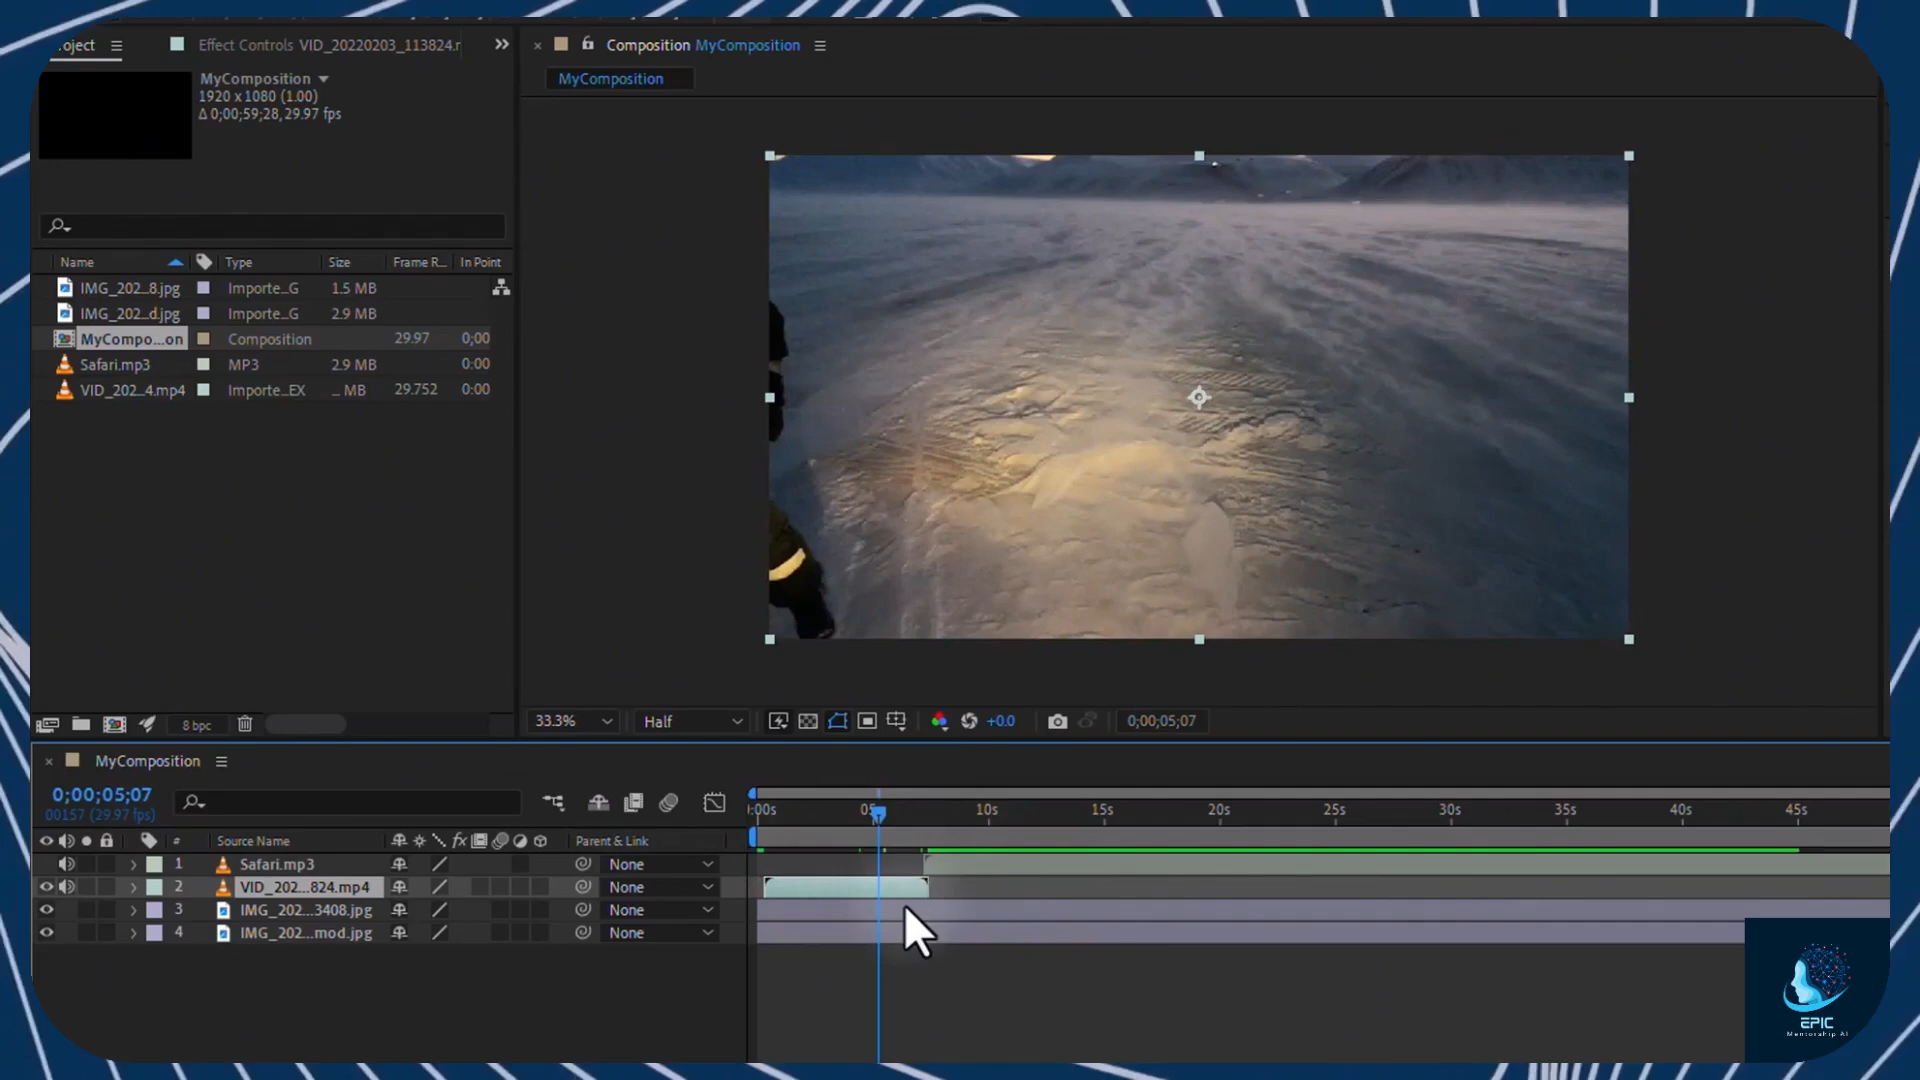 oject
Effect Controls VID_20220203_113824.r
Composition MyComposition
MyComposition
1920 x 1080 (1.00)
Δ 0;00;59;28, 29.97 fps
MyComposition
Name Type Size Frame R... In Point
IMG_202...8.jpg Importe...G 1.5 MB
IMG_202...d.jpg Importe...G 2.9 MB
MyCompo...on Composition 29.97 0;00
Safari.mp3 MP3 2.9 MB 0:00
VID_202...4.mp4 Importe...EX ... MB 29.752 0:00
8 bpc
33.3% Half +0.0 0;00;05;07
MyComposition
0;00;05;07
00157 (29.97 fps)
:00s 05 10s 15s 20s 25s 30s 35s 40s 45s
# Source Name fx Parent & Link
1 Safari.mp3 None
2 VID_202...824.mp4 None
3 IMG_202...3408.jpg None
4 IMG_202...mod.jpg None
EPIC
Mentorship AI